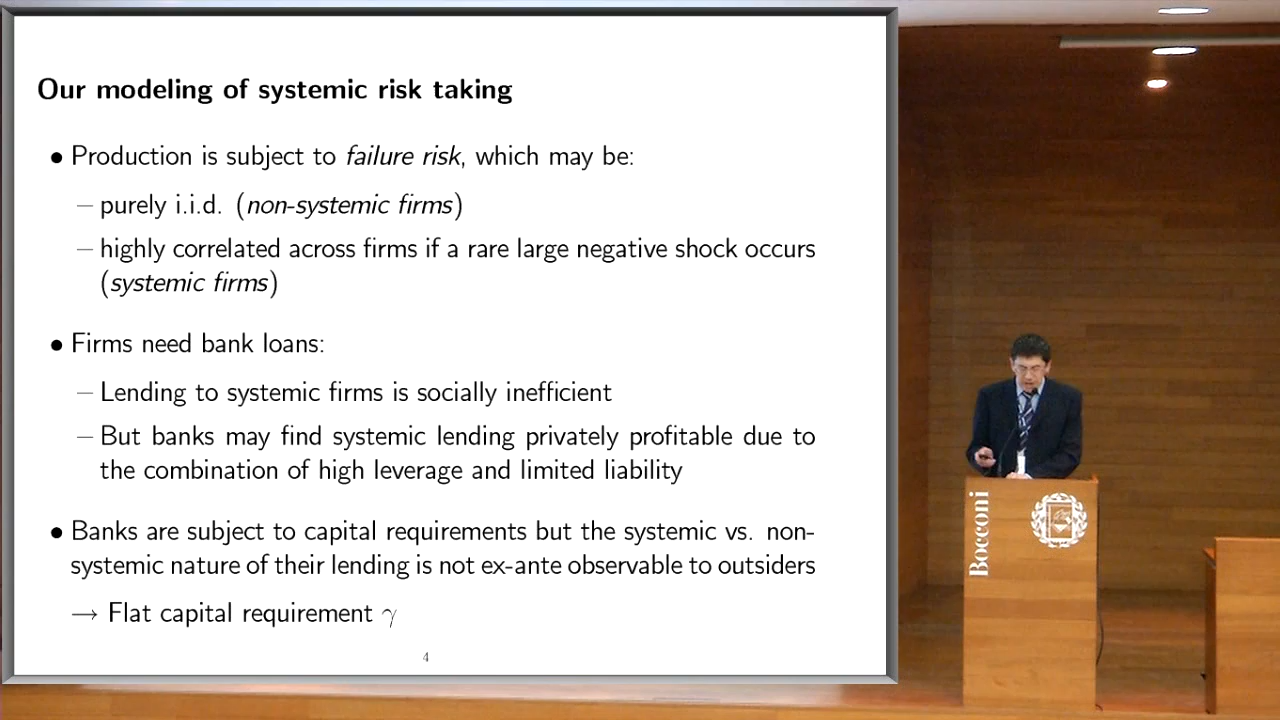 Our modeling of systemic risk taking
• Production is subject to failure risk, which may be:
– purely i.i.d. (non-systemic firms)
– highly correlated across firms if a rare large negative shock occurs
(systemic firms)
• Firms need bank loans:
– Lending to systemic firms is socially inefficient
– But banks may find systemic lending privately profitable due to
the combination of high leverage and limited liability
• Banks are subject to capital requirements but the systemic vs. non-
systemic nature of their lending is not ex-ante observable to outsiders
→ Flat capital requirement γ
4
Bocconi